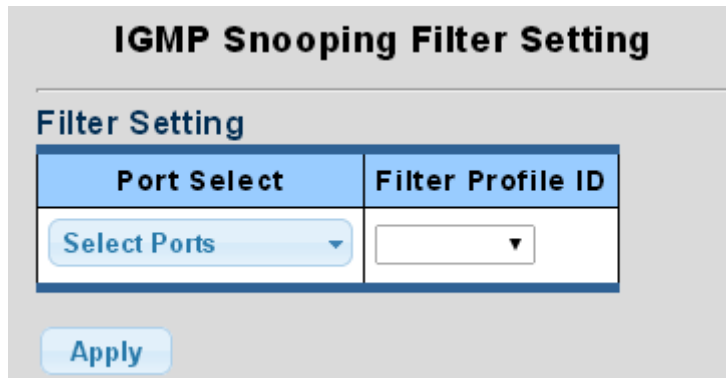 IGMP Snooping Filter Setting
Filter Setting
Port Select Filter Profile ID
Select Ports
Apply